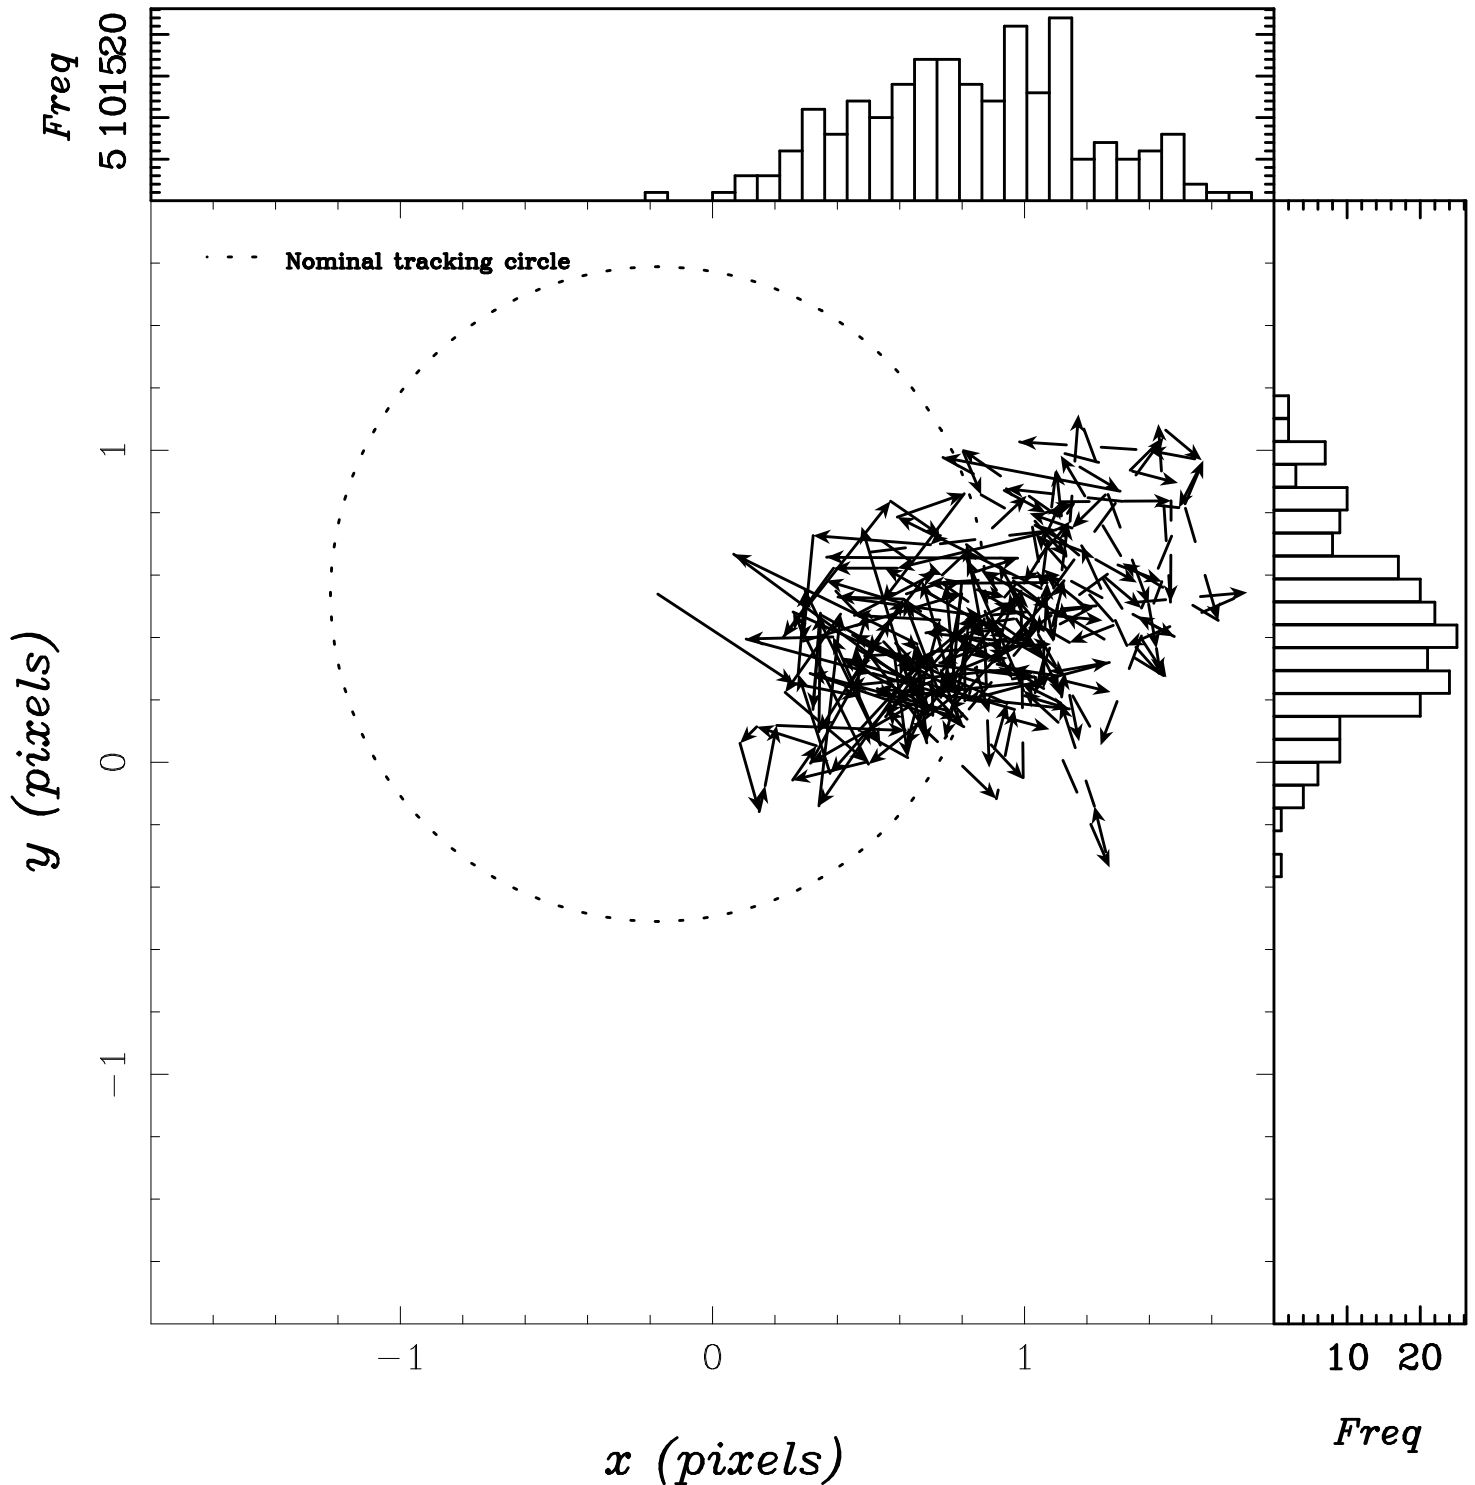 Freq
5 10 15 20
Nominal tracking circle
y (pixels)
1
0
−1
−1 0 1
10 20
x (pixels)
Freq